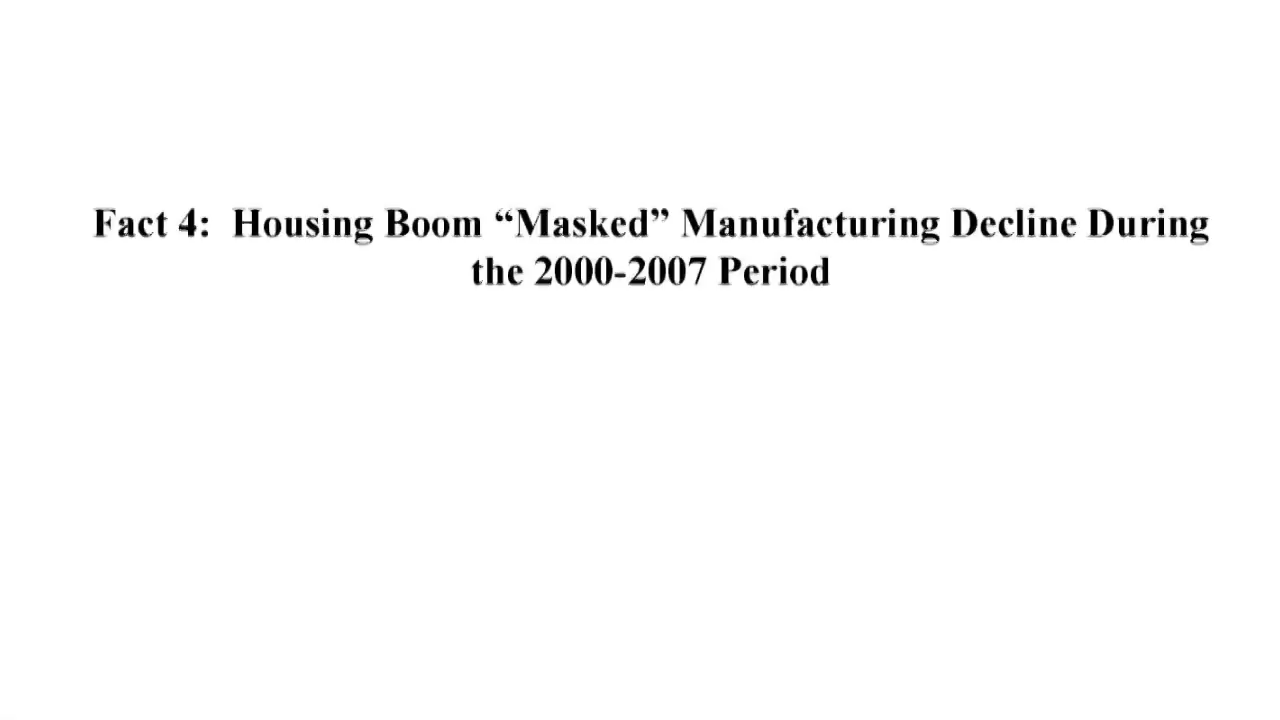 Fact 4:  Housing Boom “Masked” Manufacturing Decline During
the 2000-2007 Period